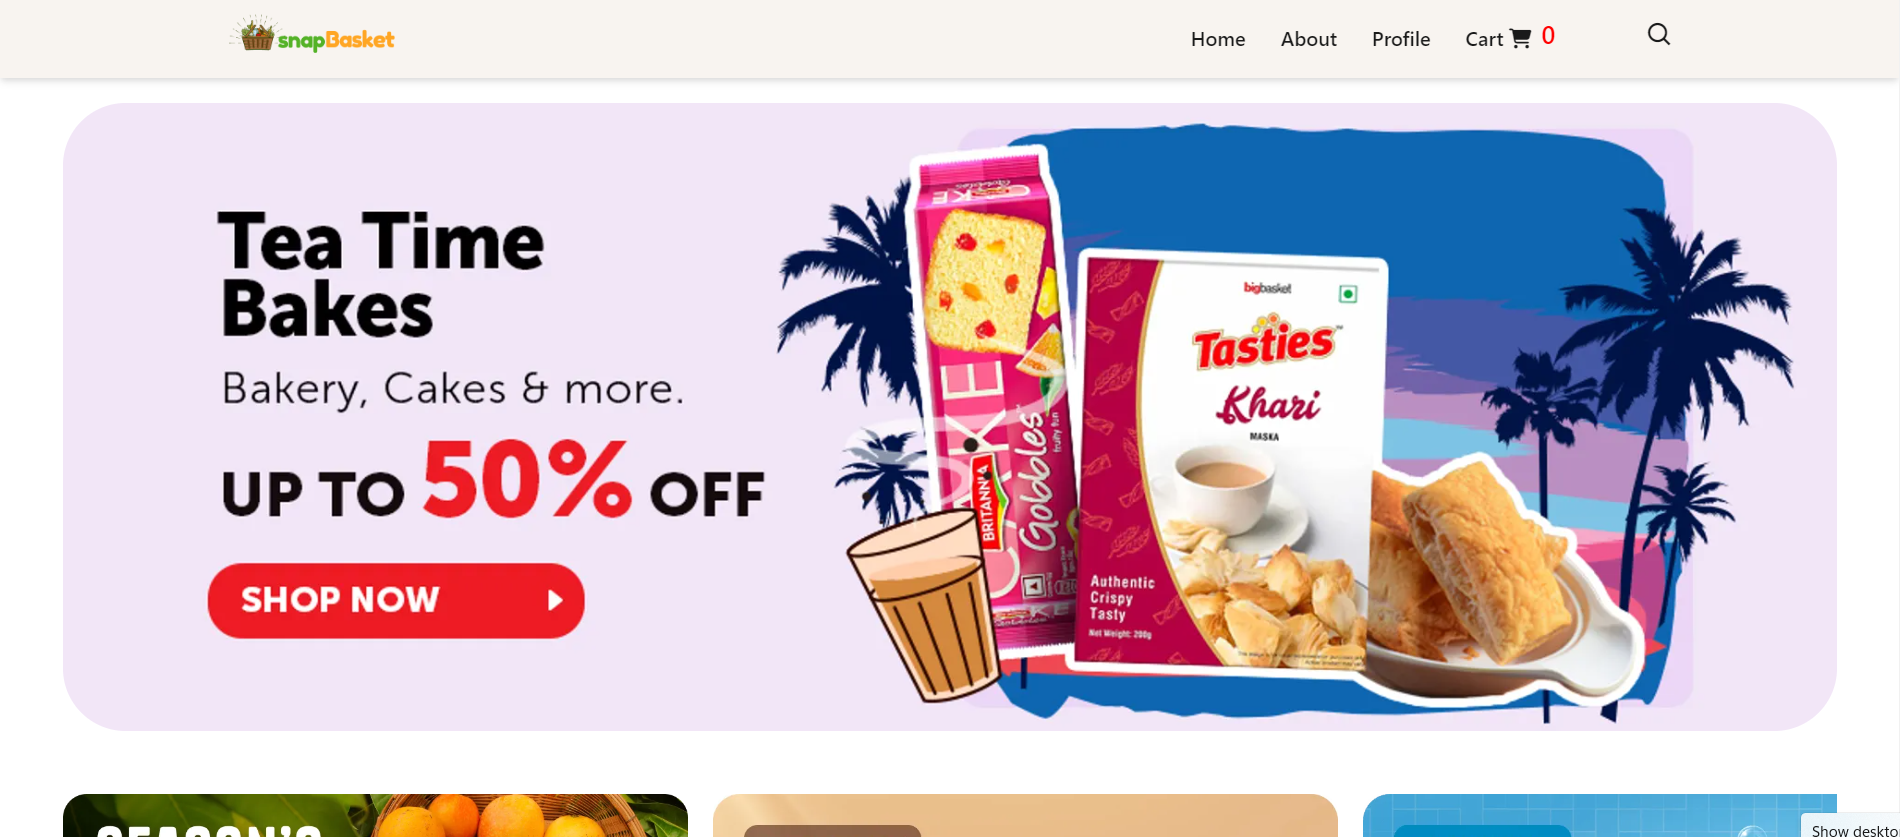 snapBasket
Home
About
Profile
Cart
0
Tea Time
Bakes
Bakery, Cakes & more.
UP TO 50% OFF
SHOP NOW
CAKE
Gobbles
fruity fun
BRITANNIA
bigbasket
Tasties
Khari
MASKA
Authentic
Crispy
Tasty
Net Weight: 200g
SEASON'S
Show deskto